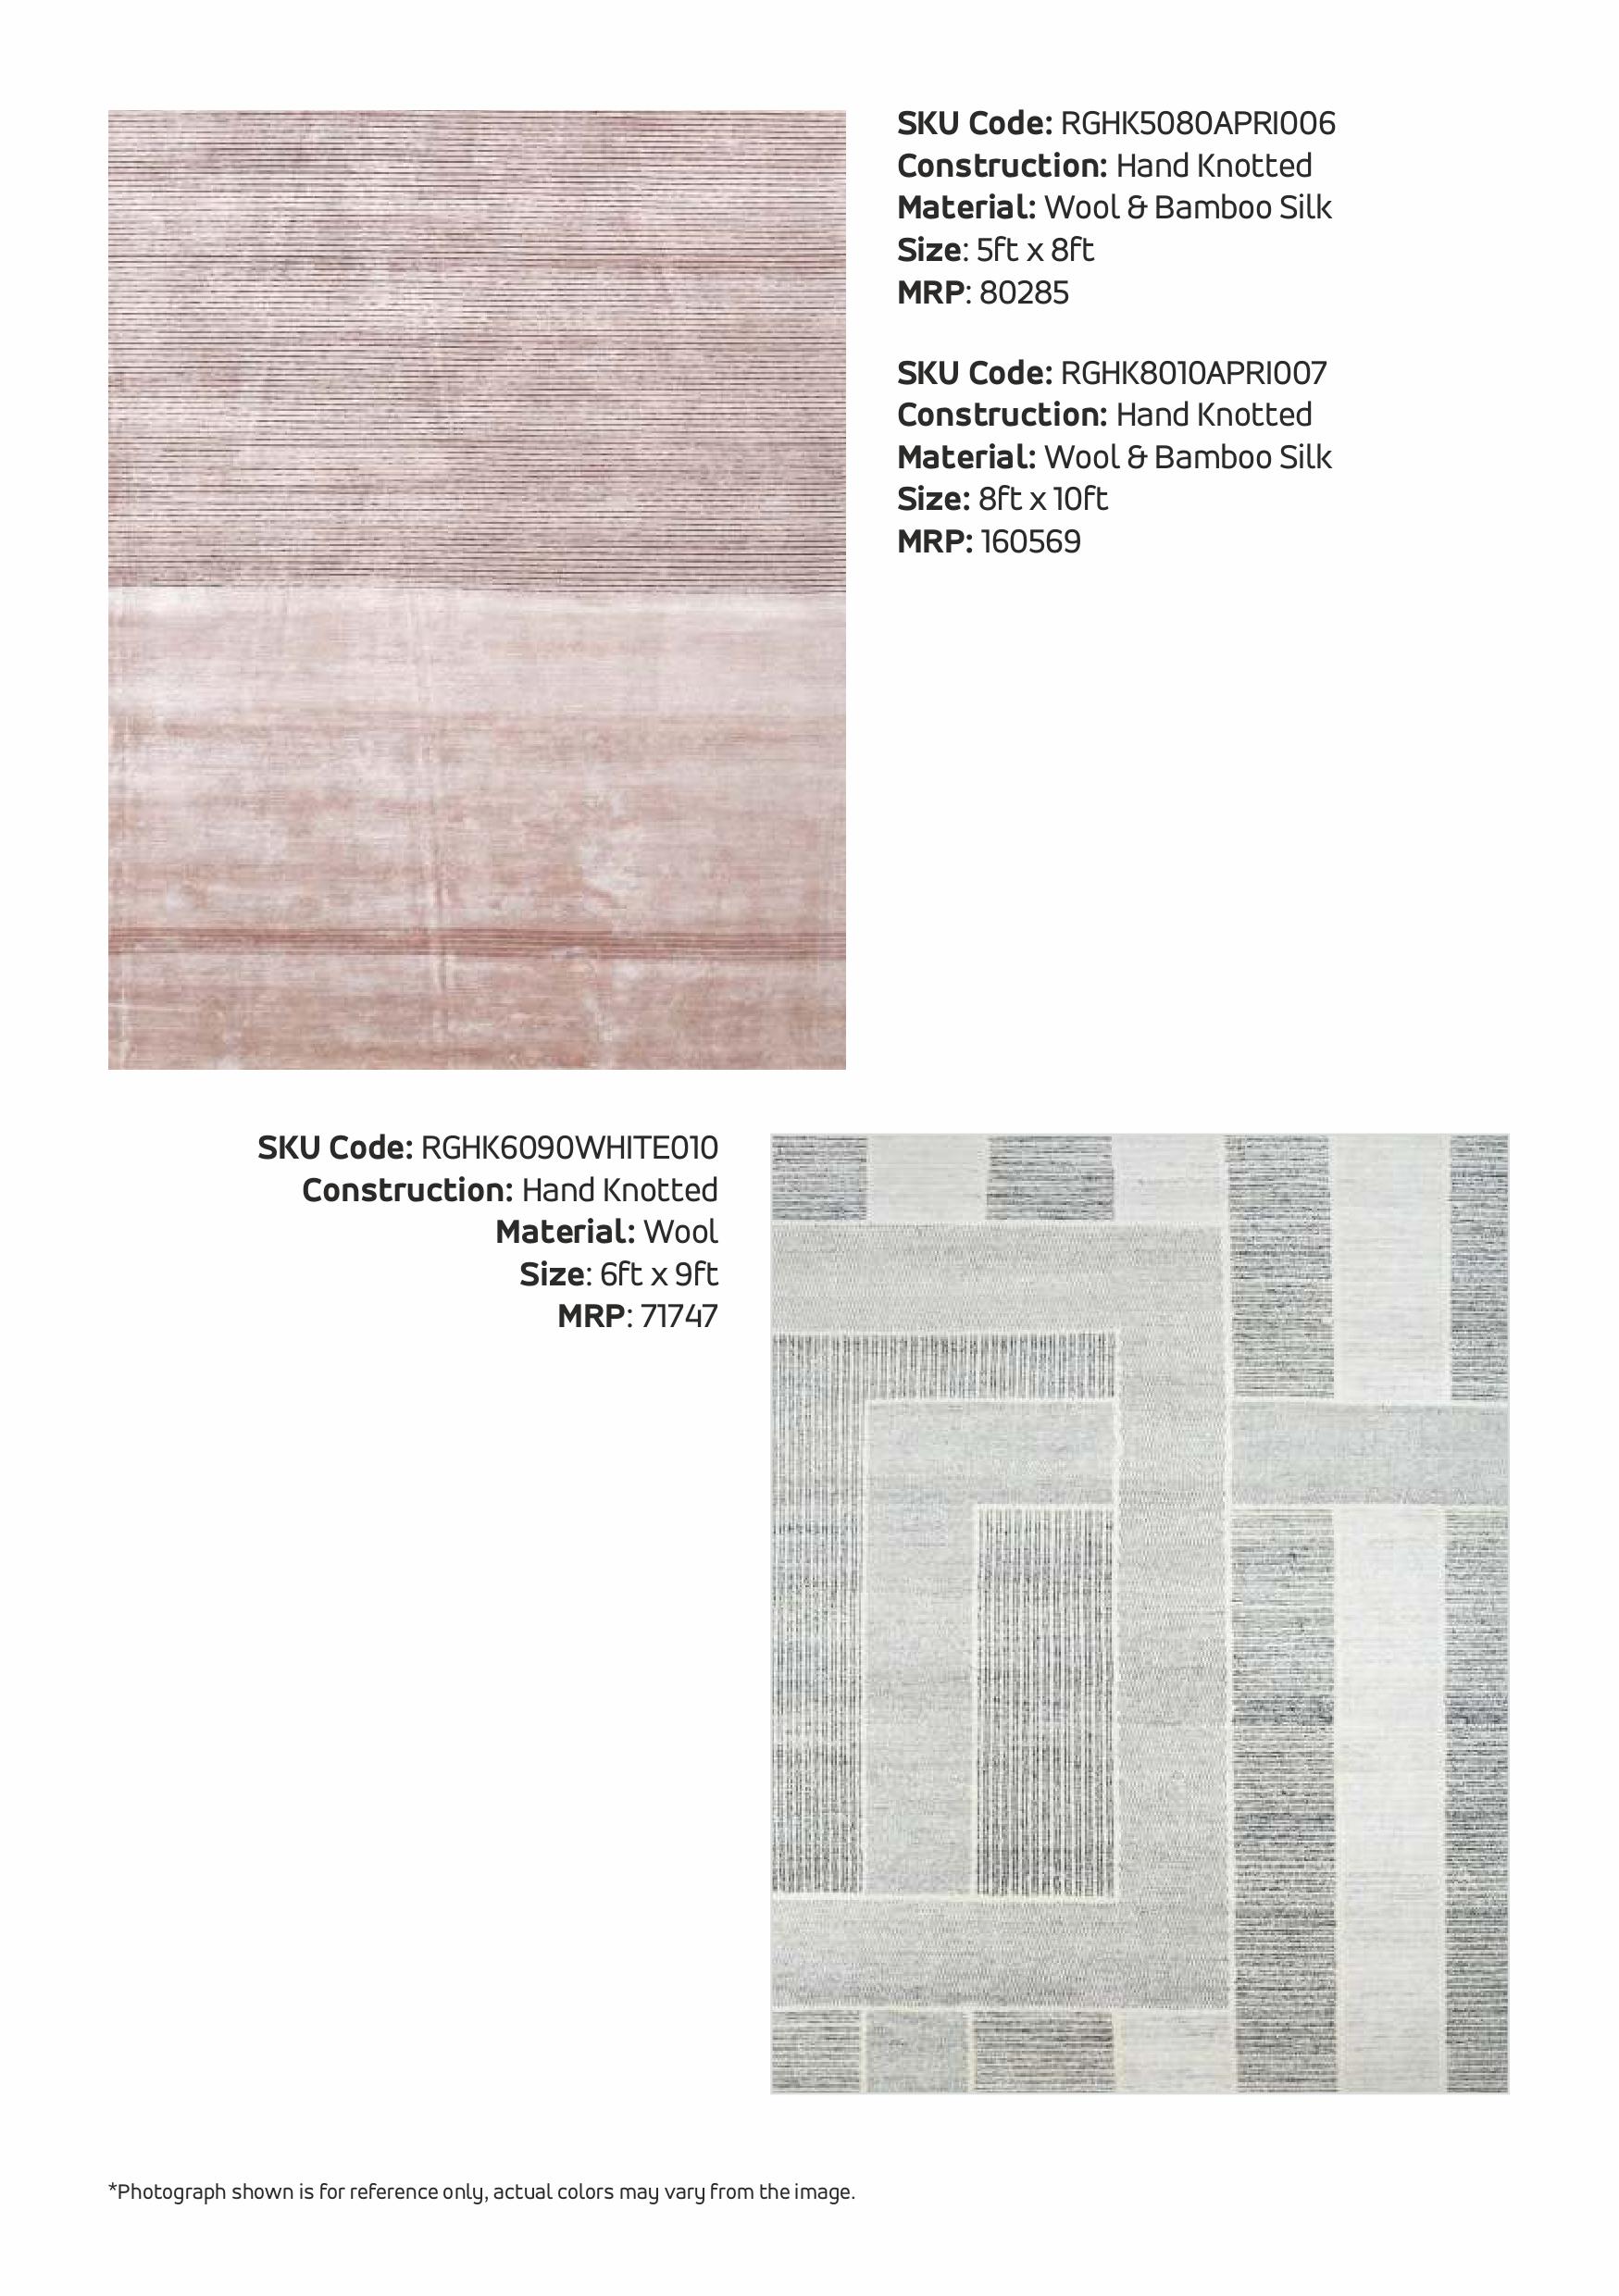 SKU Code: RGHK5080APRI006
Construction: Hand Knotted
Material: Wool & Bamboo Silk
Size: 5ft x 8ft
MRP: 80285
SKU Code: RGHK8010APRI007
Construction: Hand Knotted
Material: Wool & Bamboo Silk
Size: 8ft x 10ft
MRP: 160569
SKU Code: RGHK6090WHITE010
Construction: Hand Knotted
Material: Wool
Size: 6ft x 9ft
MRP: 71747
*Photograph shown is for reference only, actual colors may vary from the image.